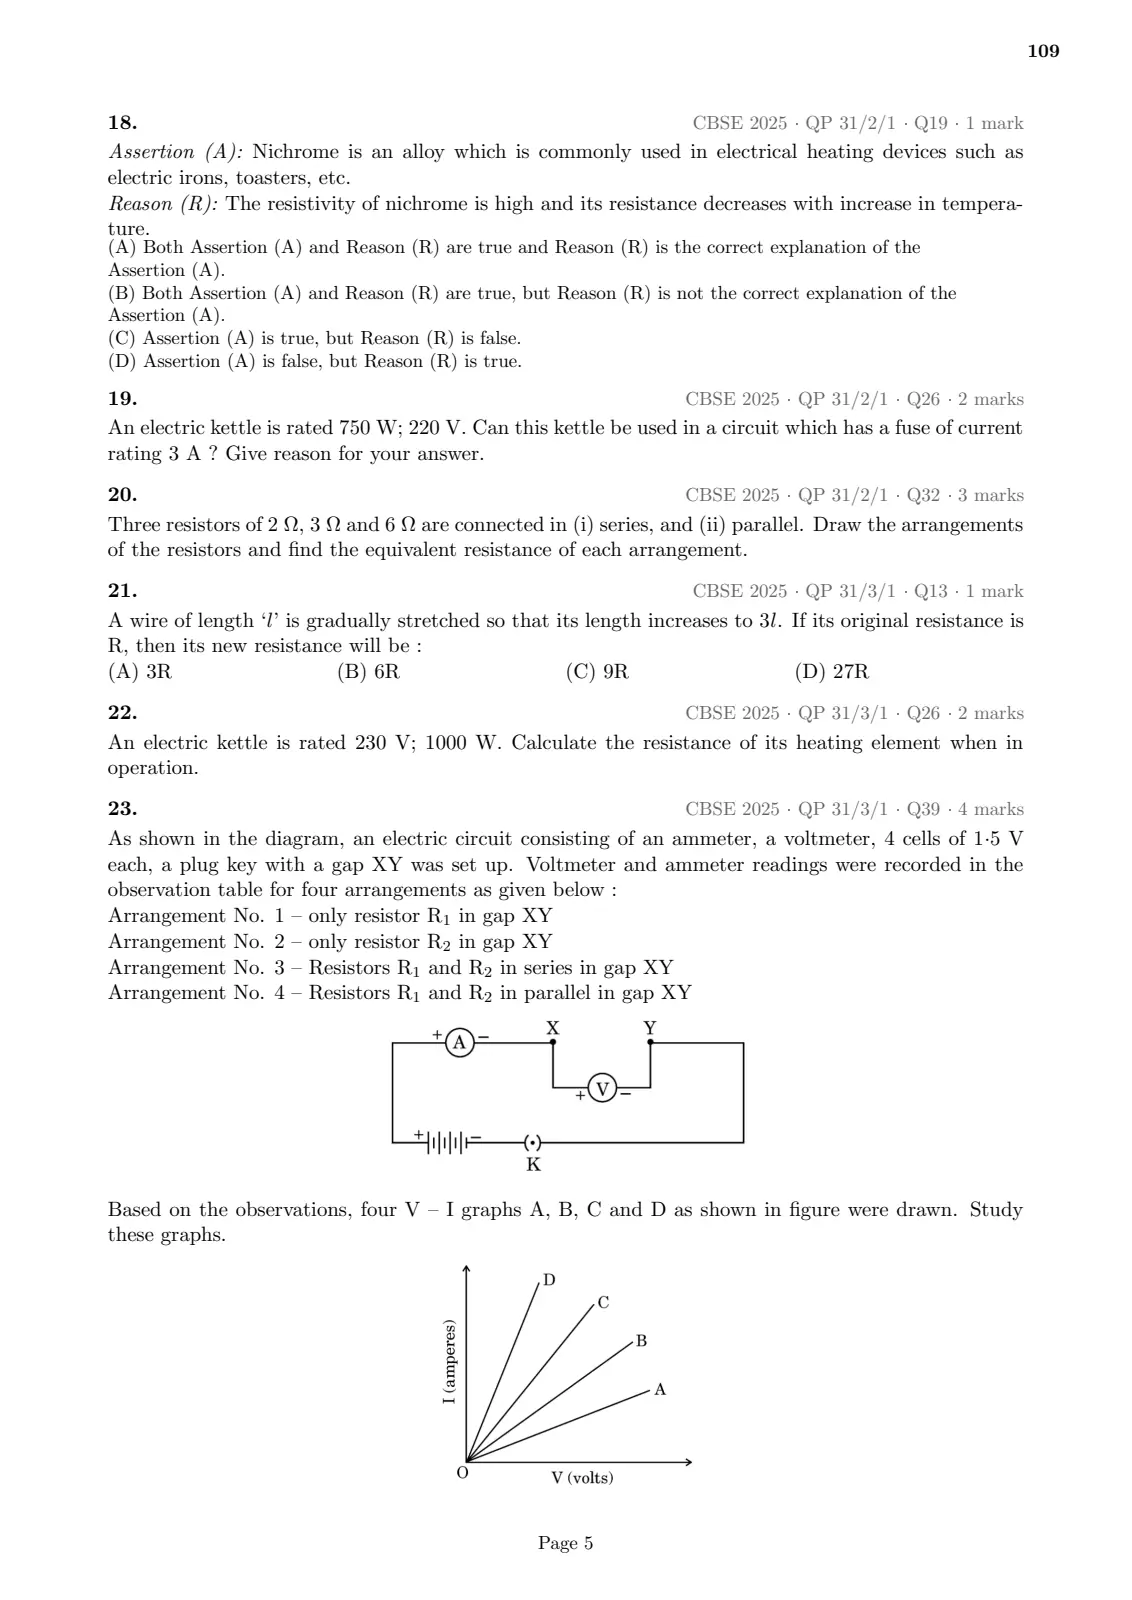 109
18. CBSE 2025 · QP 31/2/1 · Q19 · 1 mark
Assertion (A): Nichrome is an alloy which is commonly used in electrical heating devices such as
electric irons, toasters, etc.
Reason (R): The resistivity of nichrome is high and its resistance decreases with increase in tempera-
ture.
(A) Both Assertion (A) and Reason (R) are true and Reason (R) is the correct explanation of the
Assertion (A).
(B) Both Assertion (A) and Reason (R) are true, but Reason (R) is not the correct explanation of the
Assertion (A).
(C) Assertion (A) is true, but Reason (R) is false.
(D) Assertion (A) is false, but Reason (R) is true.
19. CBSE 2025 · QP 31/2/1 · Q26 · 2 marks
An electric kettle is rated 750 W; 220 V. Can this kettle be used in a circuit which has a fuse of current
rating 3 A ? Give reason for your answer.
20. CBSE 2025 · QP 31/2/1 · Q32 · 3 marks
Three resistors of 2 Ω, 3 Ω and 6 Ω are connected in (i) series, and (ii) parallel. Draw the arrangements
of the resistors and find the equivalent resistance of each arrangement.
21. CBSE 2025 · QP 31/3/1 · Q13 · 1 mark
A wire of length ‘l’ is gradually stretched so that its length increases to 3l. If its original resistance is
R, then its new resistance will be :
(A) 3R (B) 6R (C) 9R (D) 27R
22. CBSE 2025 · QP 31/3/1 · Q26 · 2 marks
An electric kettle is rated 230 V; 1000 W. Calculate the resistance of its heating element when in
operation.
23. CBSE 2025 · QP 31/3/1 · Q39 · 4 marks
As shown in the diagram, an electric circuit consisting of an ammeter, a voltmeter, 4 cells of 1·5 V
each, a plug key with a gap XY was set up. Voltmeter and ammeter readings were recorded in the
observation table for four arrangements as given below :
Arrangement No. 1 – only resistor R₁ in gap XY
Arrangement No. 2 – only resistor R₂ in gap XY
Arrangement No. 3 – Resistors R₁ and R₂ in series in gap XY
Arrangement No. 4 – Resistors R₁ and R₂ in parallel in gap XY
X Y
+ A −
+ V −
+ −
K
Based on the observations, four V – I graphs A, B, C and D as shown in figure were drawn. Study
these graphs.
D
C
B
A
I (amperes)
O
V (volts)
Page 5